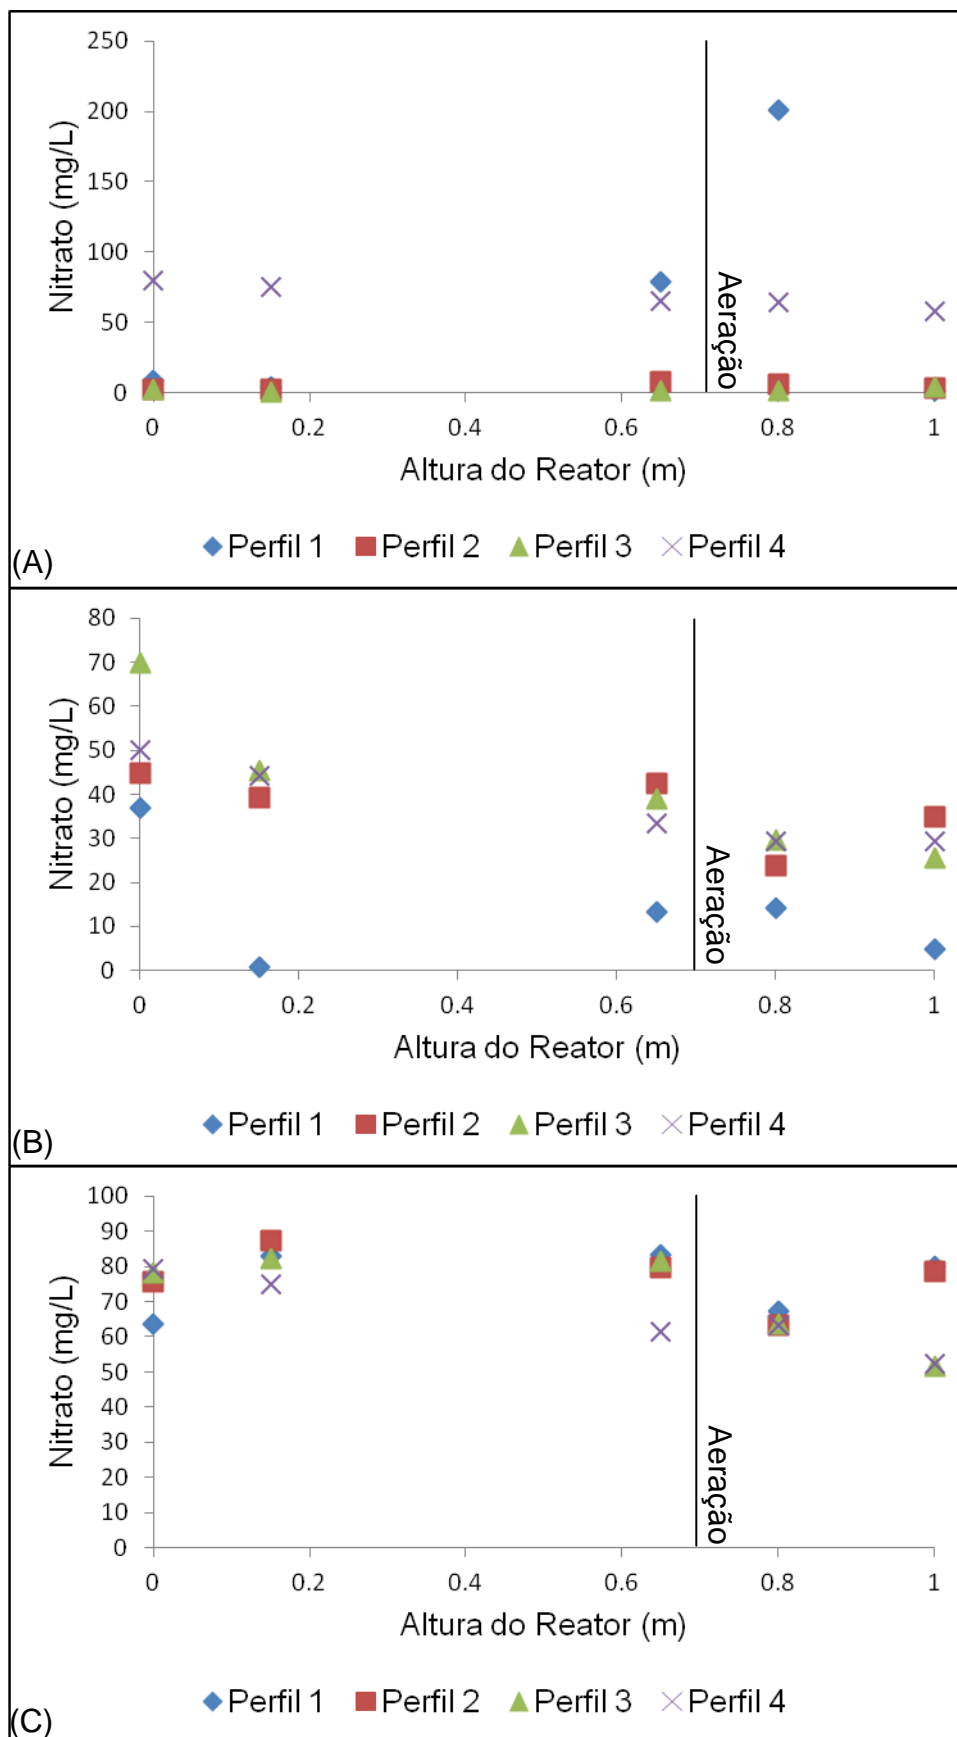 250
200
150
100
50
0
Nitrato (mg/L)
Aeração
0 0.2 0.4 0.6 0.8 1
Altura do Reator (m)
Perfil 1 Perfil 2 Perfil 3 Perfil 4
(A)
80
70
60
50
40
30
20
10
0
Nitrato (mg/L)
Aeração
0 0.2 0.4 0.6 0.8 1
Altura do Reator (m)
Perfil 1 Perfil 2 Perfil 3 Perfil 4
(B)
100
90
80
70
60
50
40
30
20
10
0
Nitrato (mg/L)
Aeração
0 0.2 0.4 0.6 0.8 1
Altura do Reator (m)
Perfil 1 Perfil 2 Perfil 3 Perfil 4
(C)